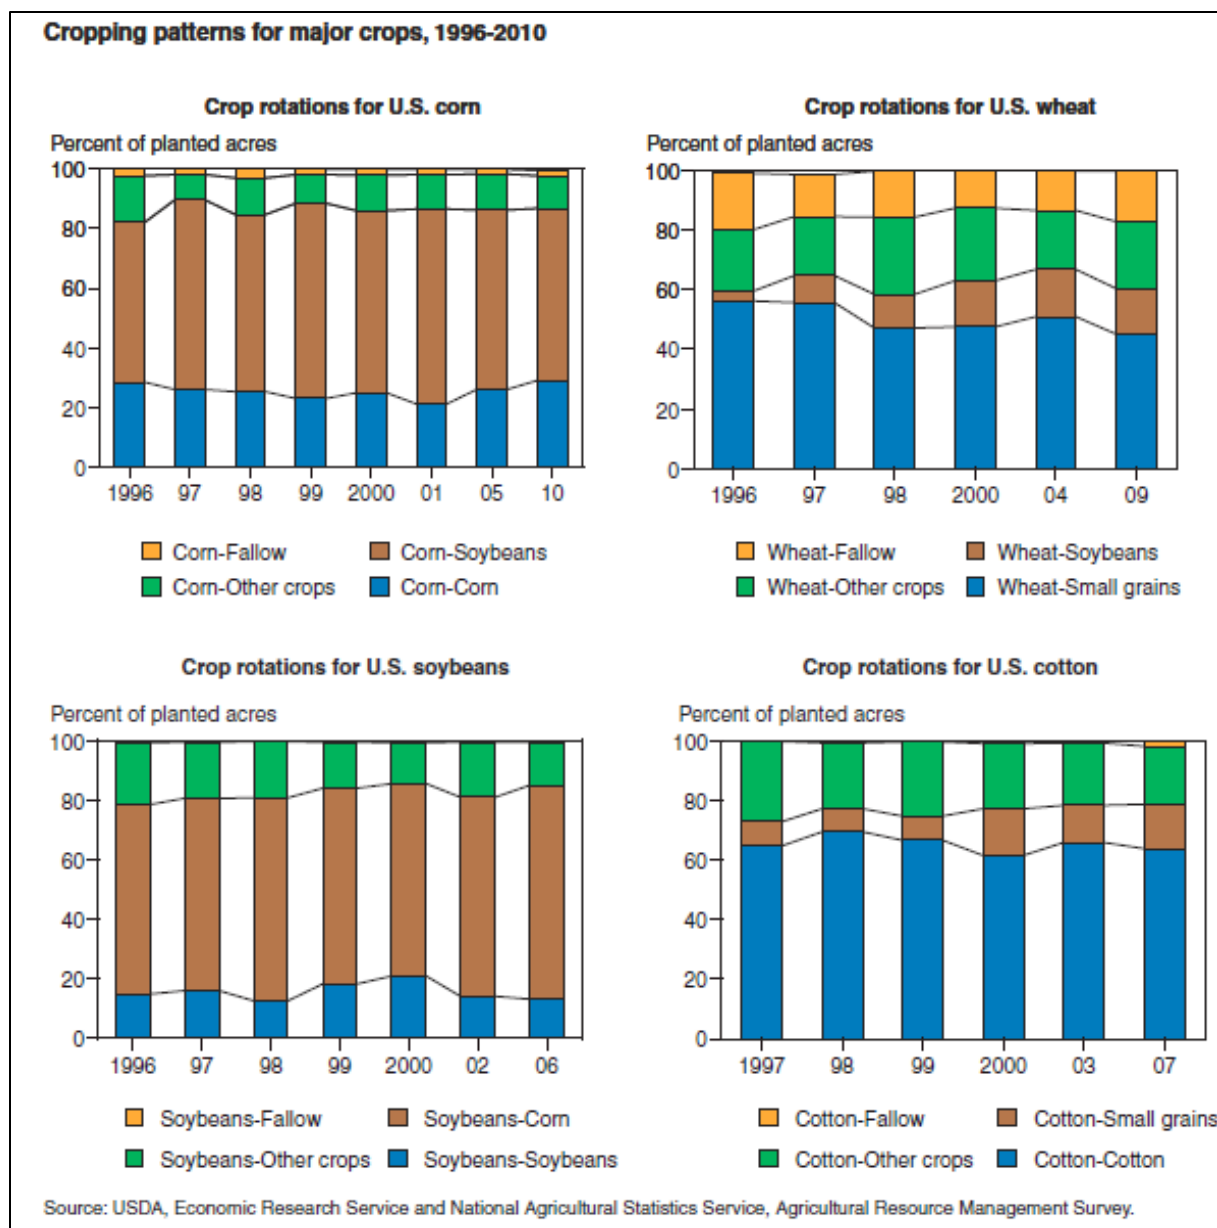 Cropping patterns for major crops, 1996-2010
Crop rotations for U.S. corn
Percent of planted acres
100
80
60
40
20
0
1996 97 98 99 2000 01 05 10
Corn-Fallow Corn-Soybeans
Corn-Other crops Corn-Corn
Crop rotations for U.S. wheat
Percent of planted acres
100
80
60
40
20
0
1996 97 98 2000 04 09
Wheat-Fallow Wheat-Soybeans
Wheat-Other crops Wheat-Small grains
Crop rotations for U.S. soybeans
Percent of planted acres
100
80
60
40
20
0
1996 97 98 99 2000 02 06
Soybeans-Fallow Soybeans-Corn
Soybeans-Other crops Soybeans-Soybeans
Crop rotations for U.S. cotton
Percent of planted acres
100
80
60
40
20
0
1997 98 99 2000 03 07
Cotton-Fallow Cotton-Small grains
Cotton-Other crops Cotton-Cotton
Source: USDA, Economic Research Service and National Agricultural Statistics Service, Agricultural Resource Management Survey.